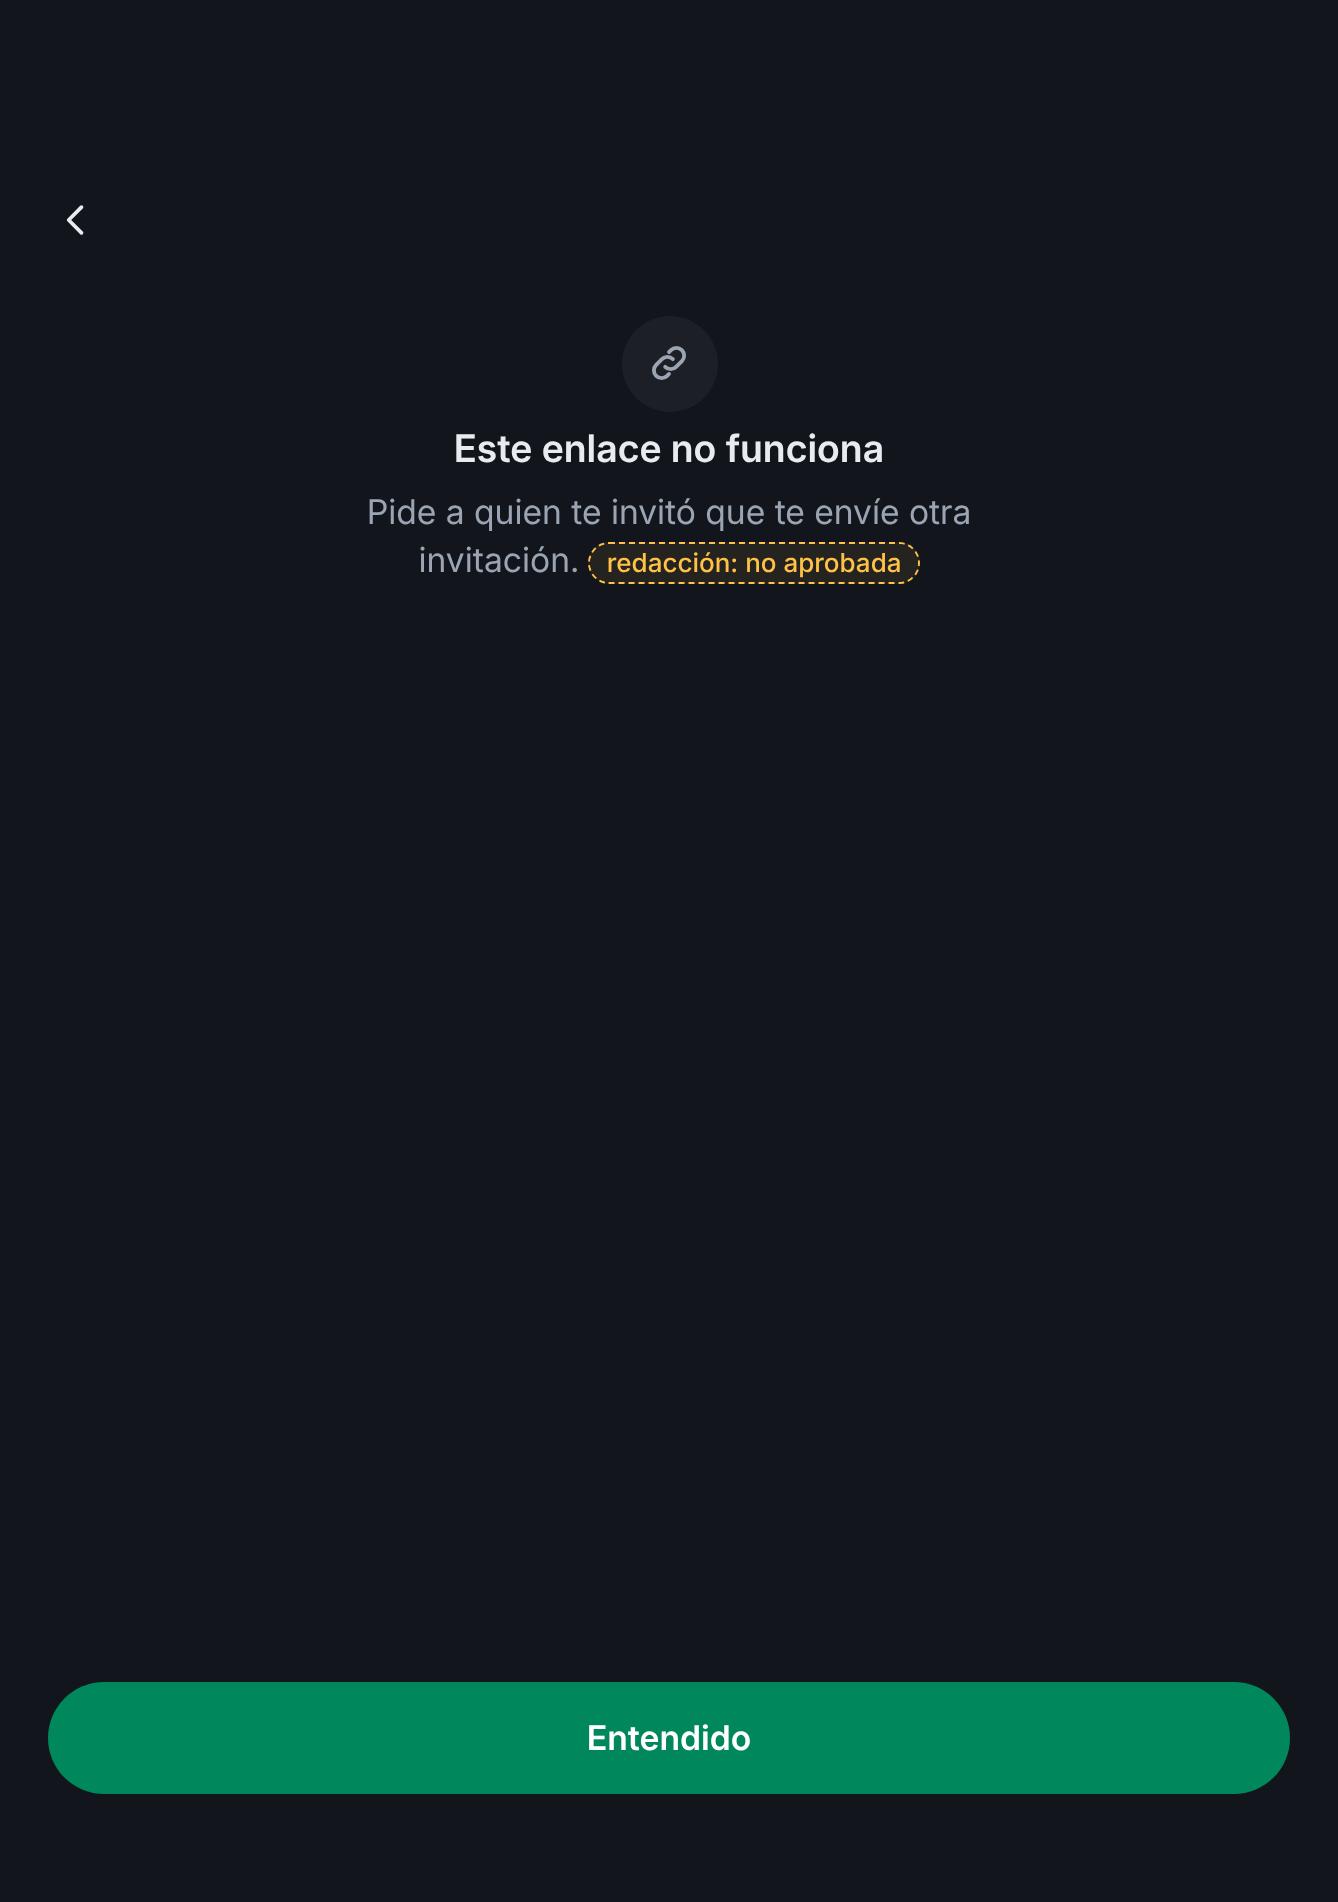 Este enlace no funciona
Pide a quien te invitó que te envíe otra
invitación. redacción: no aprobada
Entendido